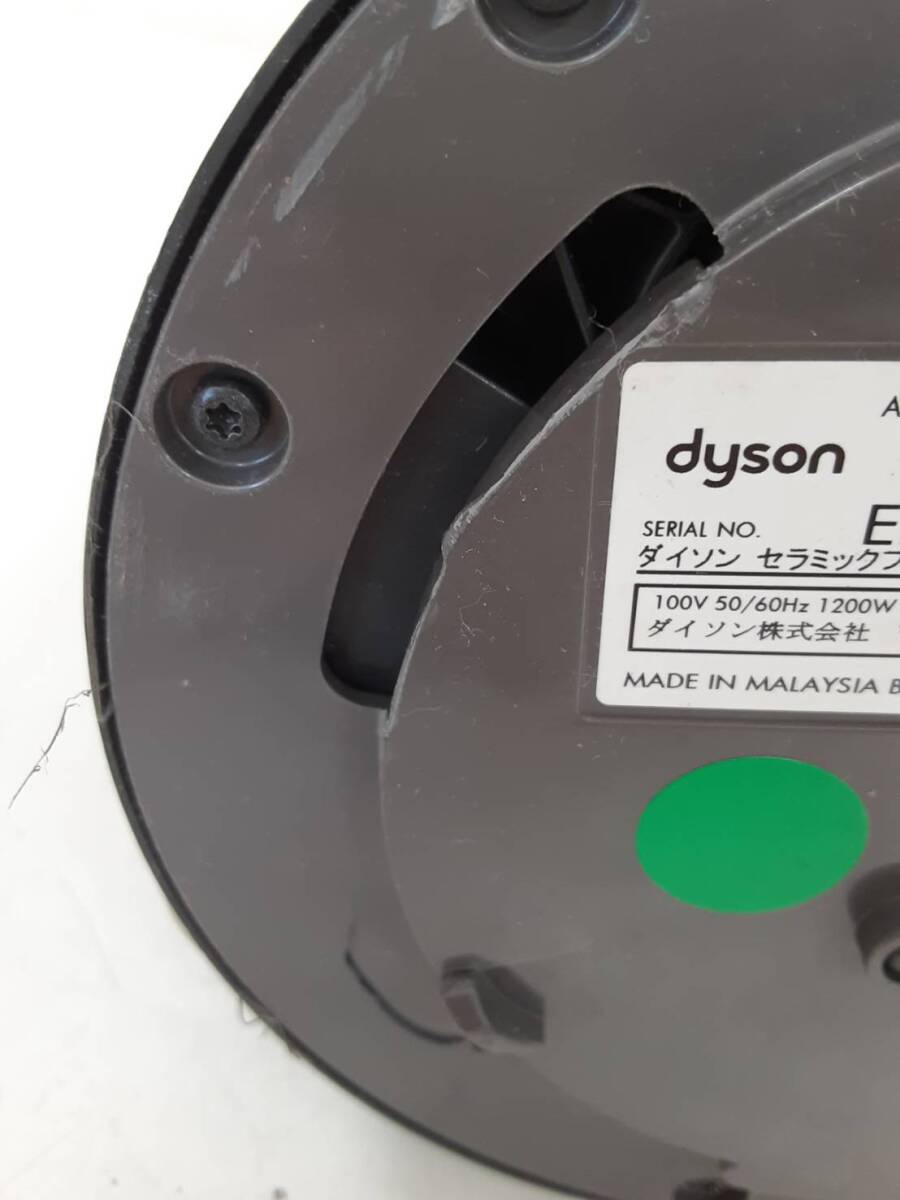 A
dyson
SERIAL NO. E
ダイソン セラミックフ
100V 50/60Hz 1200W
ダイソン株式会社
MADE IN MALAYSIA B